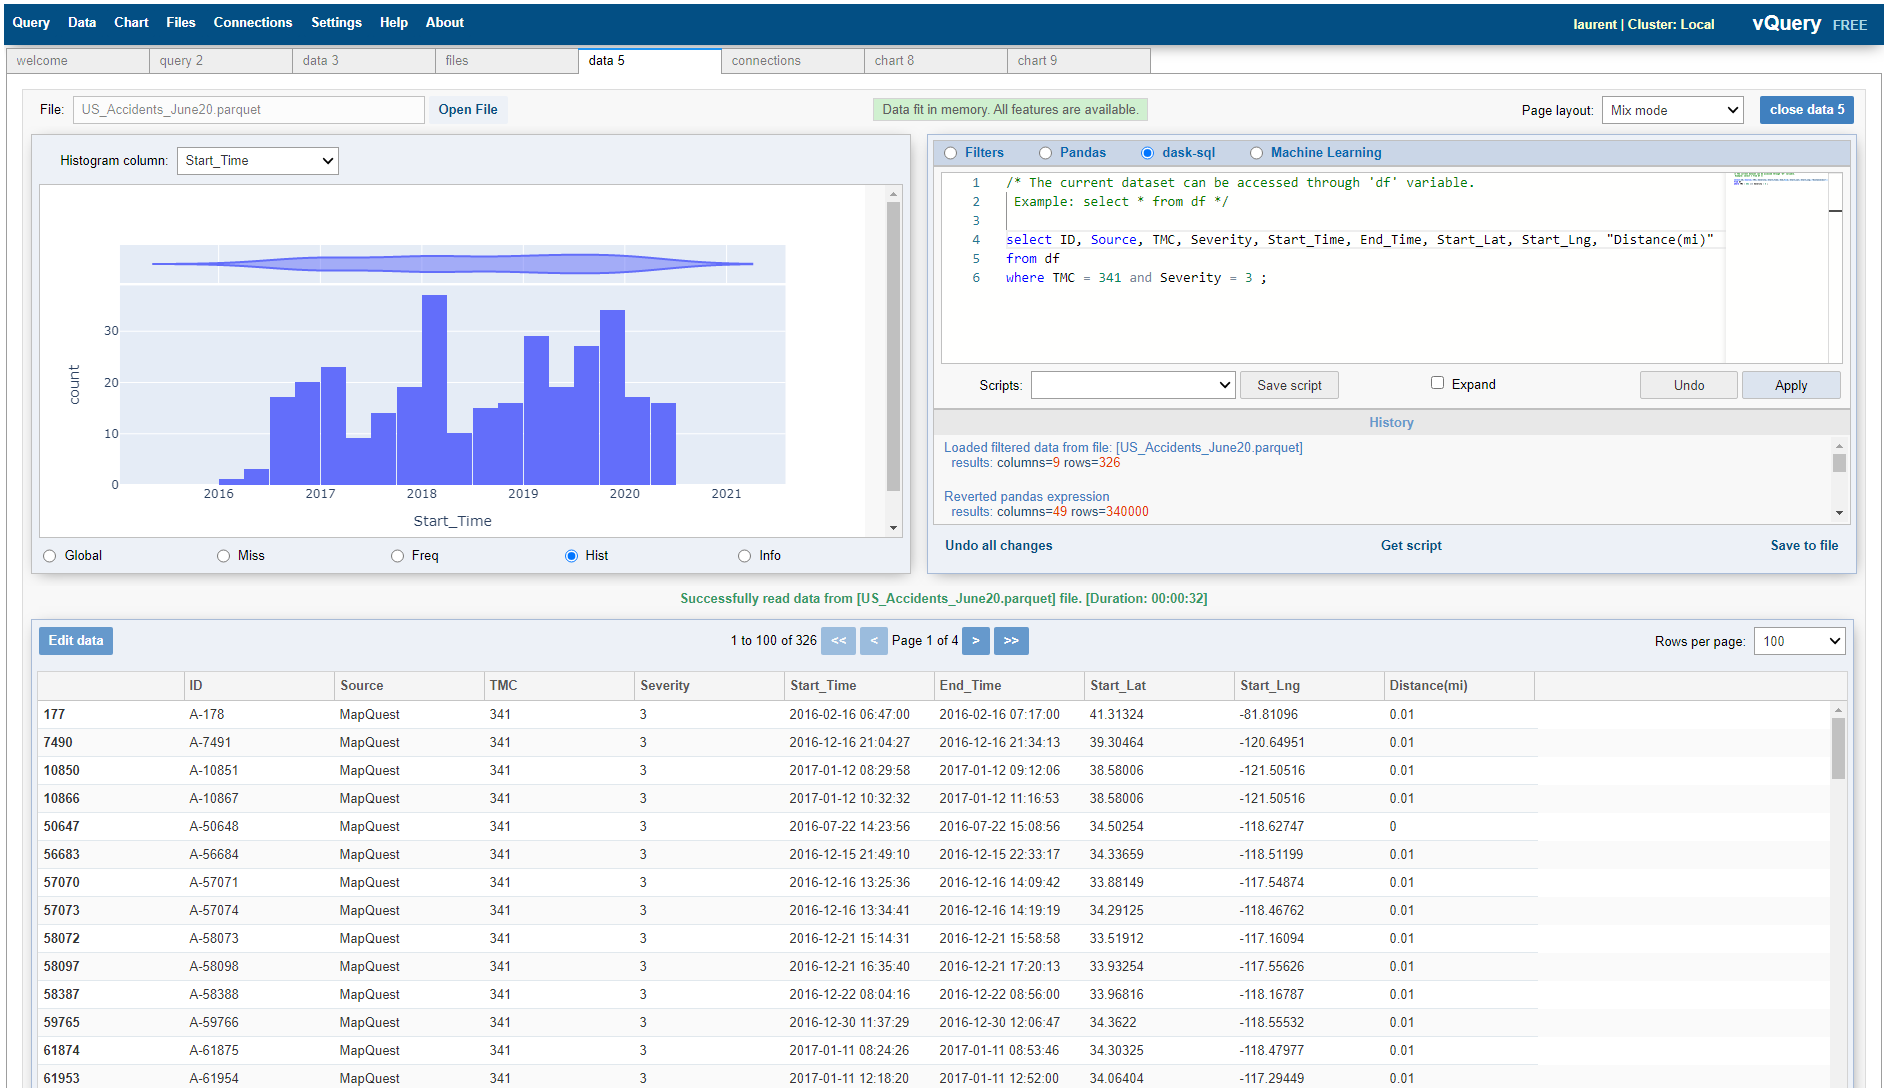 Query Data Chart Files Connections Settings Help About laurent | Cluster: Local vQuery FREE
welcome query 2 data 3 files data 5 connections chart 8 chart 9
File: US_Accidents_June20.parquet Open File Data fit in memory. All features are available. Page layout: Mix mode close data 5
Histogram column: Start_Time
30
20
10
0
count
2016 2017 2018 2019 2020 2021
Start_Time
Global Miss Freq Hist Info
Filters Pandas dask-sql Machine Learning
1 /* The current dataset can be accessed through 'df' variable.
2 Example: select * from df */
3
4 select ID, Source, TMC, Severity, Start_Time, End_Time, Start_Lat, Start_Lng, "Distance(mi)"
5 from df
6 where TMC = 341 and Severity = 3 ;
Scripts: Save script Expand Undo Apply
History
Loaded filtered data from file: [US_Accidents_June20.parquet]
results: columns=9 rows=326
Reverted pandas expression
results: columns=49 rows=340000
Undo all changes Get script Save to file
Successfully read data from [US_Accidents_June20.parquet] file. [Duration: 00:00:32]
Edit data 1 to 100 of 326 << < Page 1 of 4 > >> Rows per page: 100
ID Source TMC Severity Start_Time End_Time Start_Lat Start_Lng Distance(mi)
177 A-178 MapQuest 341 3 2016-02-16 06:47:00 2016-02-16 07:17:00 41.31324 -81.81096 0.01
7490 A-7491 MapQuest 341 3 2016-12-16 21:04:27 2016-12-16 21:34:13 39.30464 -120.64951 0.01
10850 A-10851 MapQuest 341 3 2017-01-12 08:29:58 2017-01-12 09:12:06 38.58006 -121.50516 0.01
10866 A-10867 MapQuest 341 3 2017-01-12 10:32:32 2017-01-12 11:16:53 38.58006 -121.50516 0.01
50647 A-50648 MapQuest 341 3 2016-07-22 14:23:56 2016-07-22 15:08:56 34.50254 -118.62747 0
56683 A-56684 MapQuest 341 3 2016-12-15 21:49:10 2016-12-15 22:33:17 34.33659 -118.51199 0.01
57070 A-57071 MapQuest 341 3 2016-12-16 13:25:36 2016-12-16 14:09:42 33.88149 -117.54874 0.01
57073 A-57074 MapQuest 341 3 2016-12-16 13:34:41 2016-12-16 14:19:19 34.29125 -118.46762 0.01
58072 A-58073 MapQuest 341 3 2016-12-21 15:14:31 2016-12-21 15:58:58 33.51912 -117.16094 0.01
58097 A-58098 MapQuest 341 3 2016-12-21 16:35:40 2016-12-21 17:20:13 33.93254 -117.55626 0.01
58387 A-58388 MapQuest 341 3 2016-12-22 08:04:16 2016-12-22 08:56:00 33.96816 -118.16787 0.01
59765 A-59766 MapQuest 341 3 2016-12-30 11:37:29 2016-12-30 12:06:47 34.3622 -118.55532 0.01
61874 A-61875 MapQuest 341 3 2017-01-11 08:24:26 2017-01-11 08:53:46 34.30325 -118.47977 0.01
61953 A-61954 MapQuest 341 3 2017-01-11 12:18:20 2017-01-11 12:52:00 34.06404 -117.29449 0.01